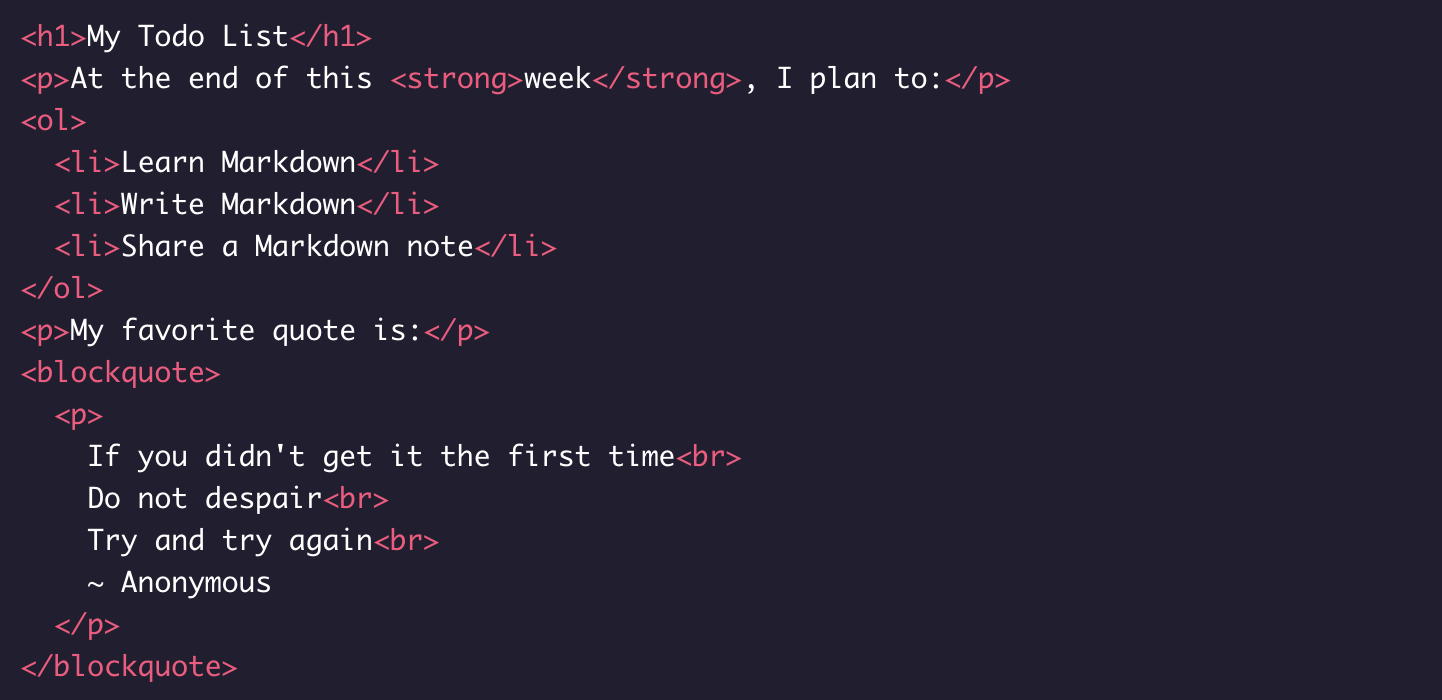 <h1>My Todo List</h1>
<p>At the end of this <strong>week</strong>, I plan to:</p>
<ol>
  <li>Learn Markdown</li>
  <li>Write Markdown</li>
  <li>Share a Markdown note</li>
</ol>
<p>My favorite quote is:</p>
<blockquote>
  <p>
    If you didn't get it the first time<br>
    Do not despair<br>
    Try and try again<br>
    ~ Anonymous
  </p>
</blockquote>